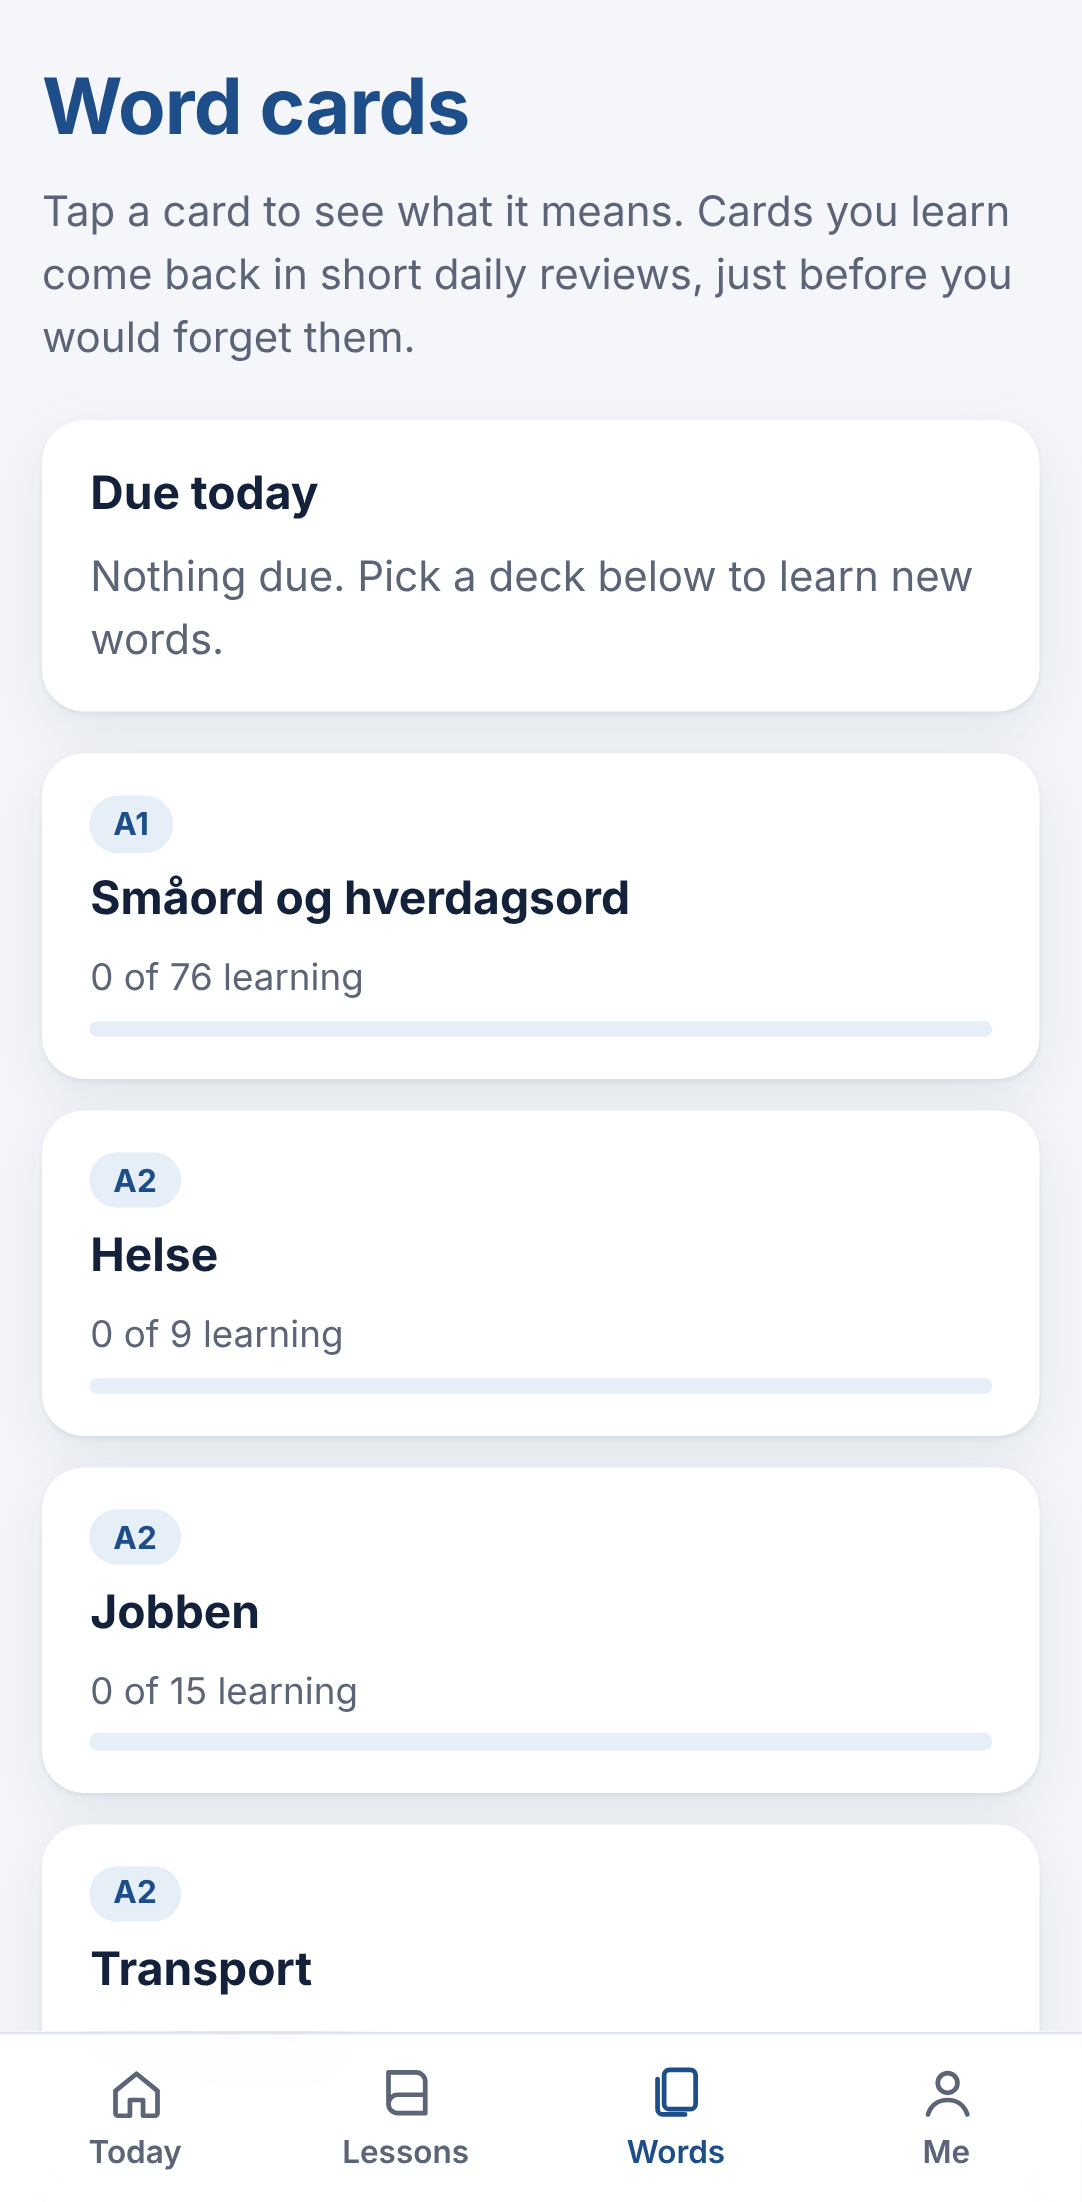 Word cards
Tap a card to see what it means. Cards you learn
come back in short daily reviews, just before you
would forget them.
Due today
Nothing due. Pick a deck below to learn new
words.
A1
Småord og hverdagsord
0 of 76 learning
A2
Helse
0 of 9 learning
A2
Jobben
0 of 15 learning
A2
Transport
Today
Lessons
Words
Me